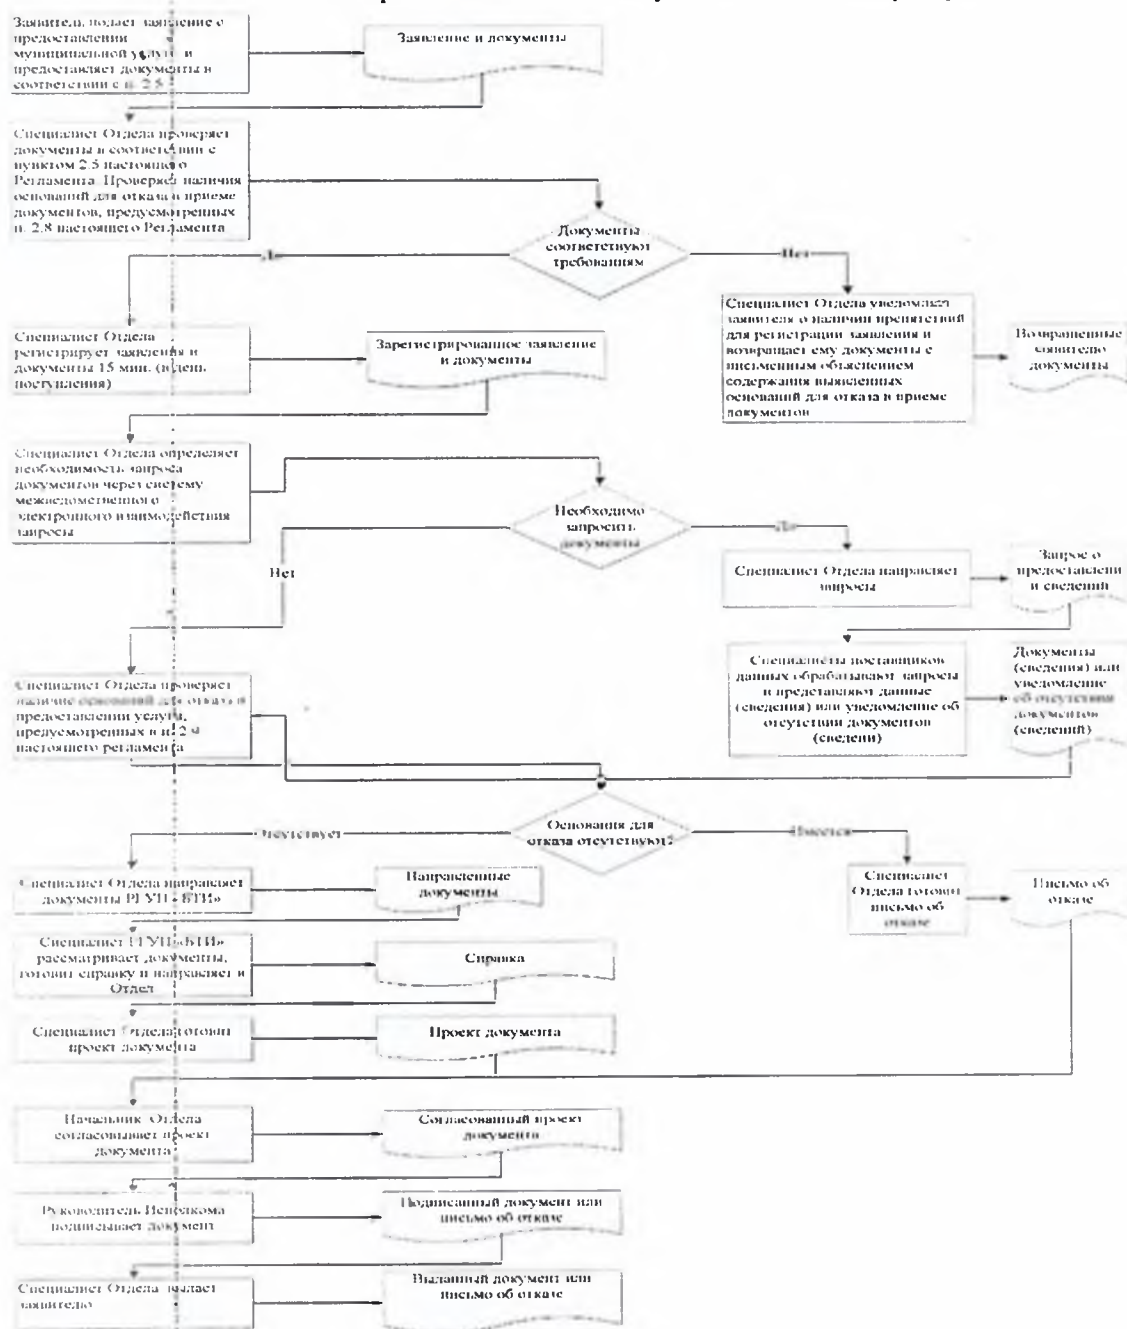 Заявитель подает заявление о
предоставлении
муниципальной услуги и
предоставляет документы в
соответствии с п. 2.5
Заявление и документы
Специалист Отдела проверяет
документы в соответствии с
пунктом 2.5 настоящего
Регламента. Проверяет наличия
оснований для отказа в приеме
документов, предусмотренных
п. 2.8 настоящего Регламента
Документы
соответствуют
требованиям
Да
Нет
Специалист Отдела уведомляет
заявителя о наличии препятствий
для регистрации заявления и
возвращает ему документы с
письменным объяснением
содержания выявленных
оснований для отказа в приеме
документов
Возвращенные
заявителю
документы
Специалист Отдела
регистрирует заявления и
документы 15 мин. (в день
поступления)
Зарегистрированное заявление
и документы
Специалист Отдела определяет
необходимость запроса
документов через систему
межведомственного
электронного взаимодействия
запросы
Необходимо
запросить
документы
Да
Нет
Специалист Отдела направляет
запросы
Запрос о
предоставлени
и сведений
Специалисты поставщиков
данных обрабатывают запросы
и представляют данные
(сведения) или уведомление об
отсутствии документов
(сведени)
Документы
(сведения) или
уведомление
об отсутствии
документов
(сведений)
Специалист Отдела проверяет
наличие оснований для отказа в
предоставлении услуги,
предусмотренных в п. 2.9
настоящего регламента
Основания для
отказа отсутствуют?
Отсутствует
Имеется
Специалист Отдела направляет
документы РГУП «БТИ»
Направленные
документы
Специалист
Отдела готовит
письмо об
отказе
Письмо об
отказе
Специалист РГУП «БТИ»
рассматривает документы,
готовит справку и направляет в
Отдел
Справка
Специалист Отдела готовит
проект документа
Проект документа
Начальник Отдела
согласовывает проект
документа
Согласованный проект
документа
Руководитель Исполкома
подписывает документ
Подписанный документ или
письмо об отказе
Специалист Отдела выдает
заявителю
Выданный документ или
письмо об отказе